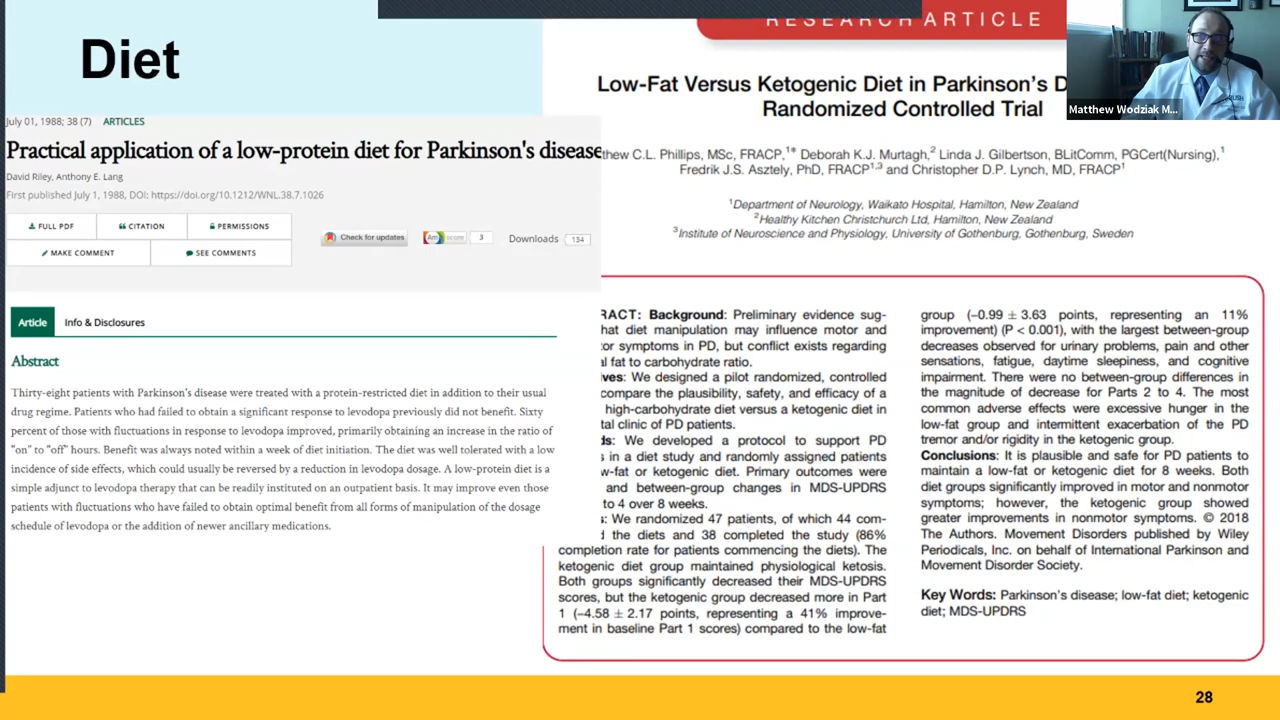 Diet
July 01, 1988; 38 (7) ARTICLES
Practical application of a low-protein diet for Parkinson's disease
David Riley, Anthony E. Lang
First published July 1, 1988, DOI: https://doi.org/10.1212/WNL.38.7.1026
FULL PDF
CITATION
PERMISSIONS
MAKE COMMENT
SEE COMMENTS
Check for updates
Am score 3
Downloads 134
Article Info & Disclosures
Abstract
Thirty-eight patients with Parkinson's disease were treated with a protein-restricted diet in addition to their usual
drug regime. Patients who had failed to obtain a significant response to levodopa previously did not benefit. Sixty
percent of those with fluctuations in response to levodopa improved, primarily obtaining an increase in the ratio of
"on" to "off" hours. Benefit was always noted within a week of diet initiation. The diet was well tolerated with a low
incidence of side effects, which could usually be reversed by a reduction in levodopa dosage. A low-protein diet is a
simple adjunct to levodopa therapy that can be readily instituted on an outpatient basis. It may improve even those
patients with fluctuations who have failed to obtain optimal benefit from all forms of manipulation of the dosage
schedule of levodopa or the addition of newer ancillary medications.
RESEARCH ARTICLE
Low-Fat Versus Ketogenic Diet in Parkinson's D
Randomized Controlled Trial
thew C.L. Phillips, MSc, FRACP,1* Deborah K.J. Murtagh,2 Linda J. Gilbertson, BLitComm, PGCert(Nursing),1
Fredrik J.S. Asztely, PhD, FRACP1,3 and Christopher D.P. Lynch, MD, FRACP1
1Department of Neurology, Waikato Hospital, Hamilton, New Zealand
2Healthy Kitchen Christchurch Ltd, Hamilton, New Zealand
3Institute of Neuroscience and Physiology, University of Gothenburg, Gothenburg, Sweden
RACT: Background: Preliminary evidence sug-
hat diet manipulation may influence motor and
or symptoms in PD, but conflict exists regarding
al fat to carbohydrate ratio.
ives: We designed a pilot randomized, controlled
compare the plausibility, safety, and efficacy of a
high-carbohydrate diet versus a ketogenic diet in
tal clinic of PD patients.
ds: We developed a protocol to support PD
s in a diet study and randomly assigned patients
w-fat or ketogenic diet. Primary outcomes were
and between-group changes in MDS-UPDRS
to 4 over 8 weeks.
s: We randomized 47 patients, of which 44 com-
d the diets and 38 completed the study (86%
completion rate for patients commencing the diets). The
ketogenic diet group maintained physiological ketosis.
Both groups significantly decreased their MDS-UPDRS
scores, but the ketogenic group decreased more in Part
1 (−4.58 ± 2.17 points, representing a 41% improve-
ment in baseline Part 1 scores) compared to the low-fat
group (−0.99 ± 3.63 points, representing an 11%
improvement) (P < 0.001), with the largest between-group
decreases observed for urinary problems, pain and other
sensations, fatigue, daytime sleepiness, and cognitive
impairment. There were no between-group differences in
the magnitude of decrease for Parts 2 to 4. The most
common adverse effects were excessive hunger in the
low-fat group and intermittent exacerbation of the PD
tremor and/or rigidity in the ketogenic group.
Conclusions: It is plausible and safe for PD patients to
maintain a low-fat or ketogenic diet for 8 weeks. Both
diet groups significantly improved in motor and nonmotor
symptoms; however, the ketogenic group showed
greater improvements in nonmotor symptoms. © 2018
The Authors. Movement Disorders published by Wiley
Periodicals, Inc. on behalf of International Parkinson and
Movement Disorder Society.
Key Words: Parkinson's disease; low-fat diet; ketogenic
diet; MDS-UPDRS
RUSH
Matthew Wodziak M...
28